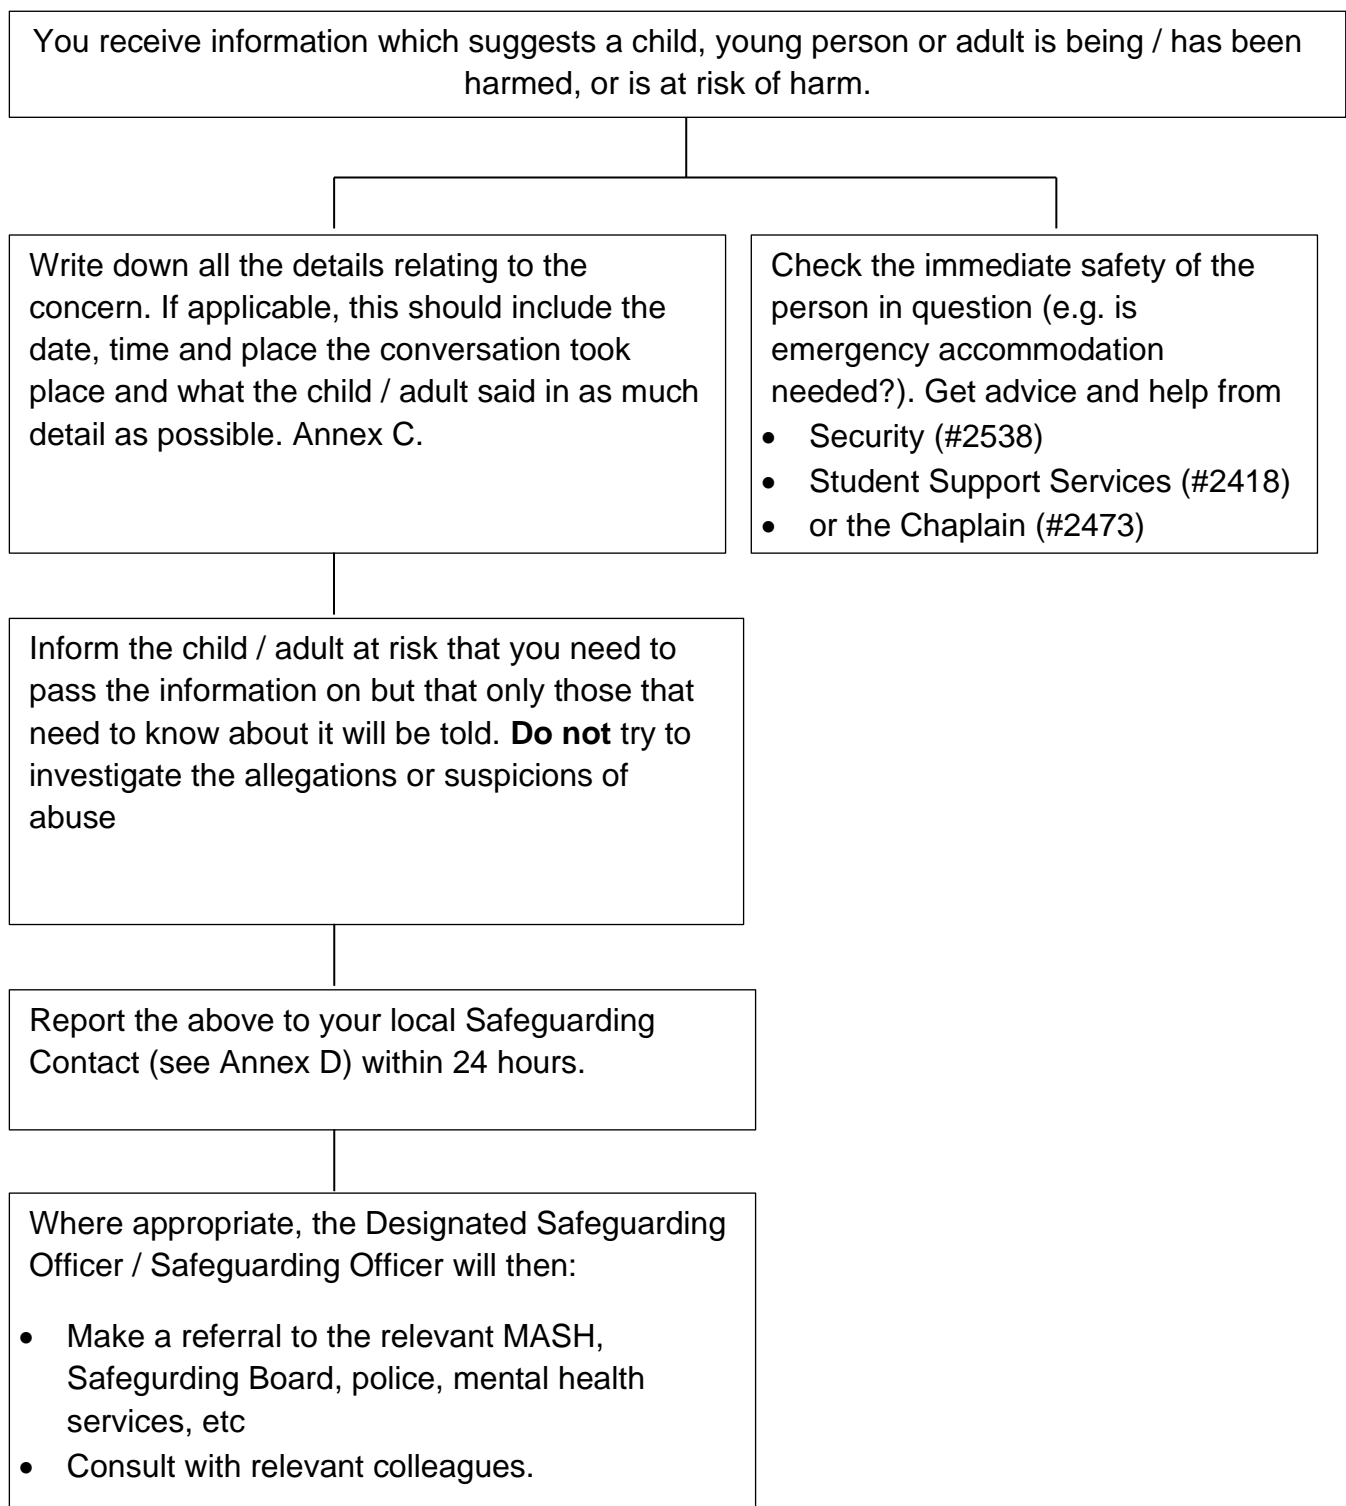 You receive information which suggests a child, young person or adult is being / has been
harmed, or is at risk of harm.
Write down all the details relating to the
concern. If applicable, this should include the
date, time and place the conversation took
place and what the child / adult said in as much
detail as possible. Annex C.
Check the immediate safety of the
person in question (e.g. is
emergency accommodation
needed?). Get advice and help from
• Security (#2538)
• Student Support Services (#2418)
• or the Chaplain (#2473)
Inform the child / adult at risk that you need to
pass the information on but that only those that
need to know about it will be told. Do not try to
investigate the allegations or suspicions of
abuse
Report the above to your local Safeguarding
Contact (see Annex D) within 24 hours.
Where appropriate, the Designated Safeguarding
Officer / Safeguarding Officer will then:
• Make a referral to the relevant MASH,
Safegurding Board, police, mental health
services, etc
• Consult with relevant colleagues.